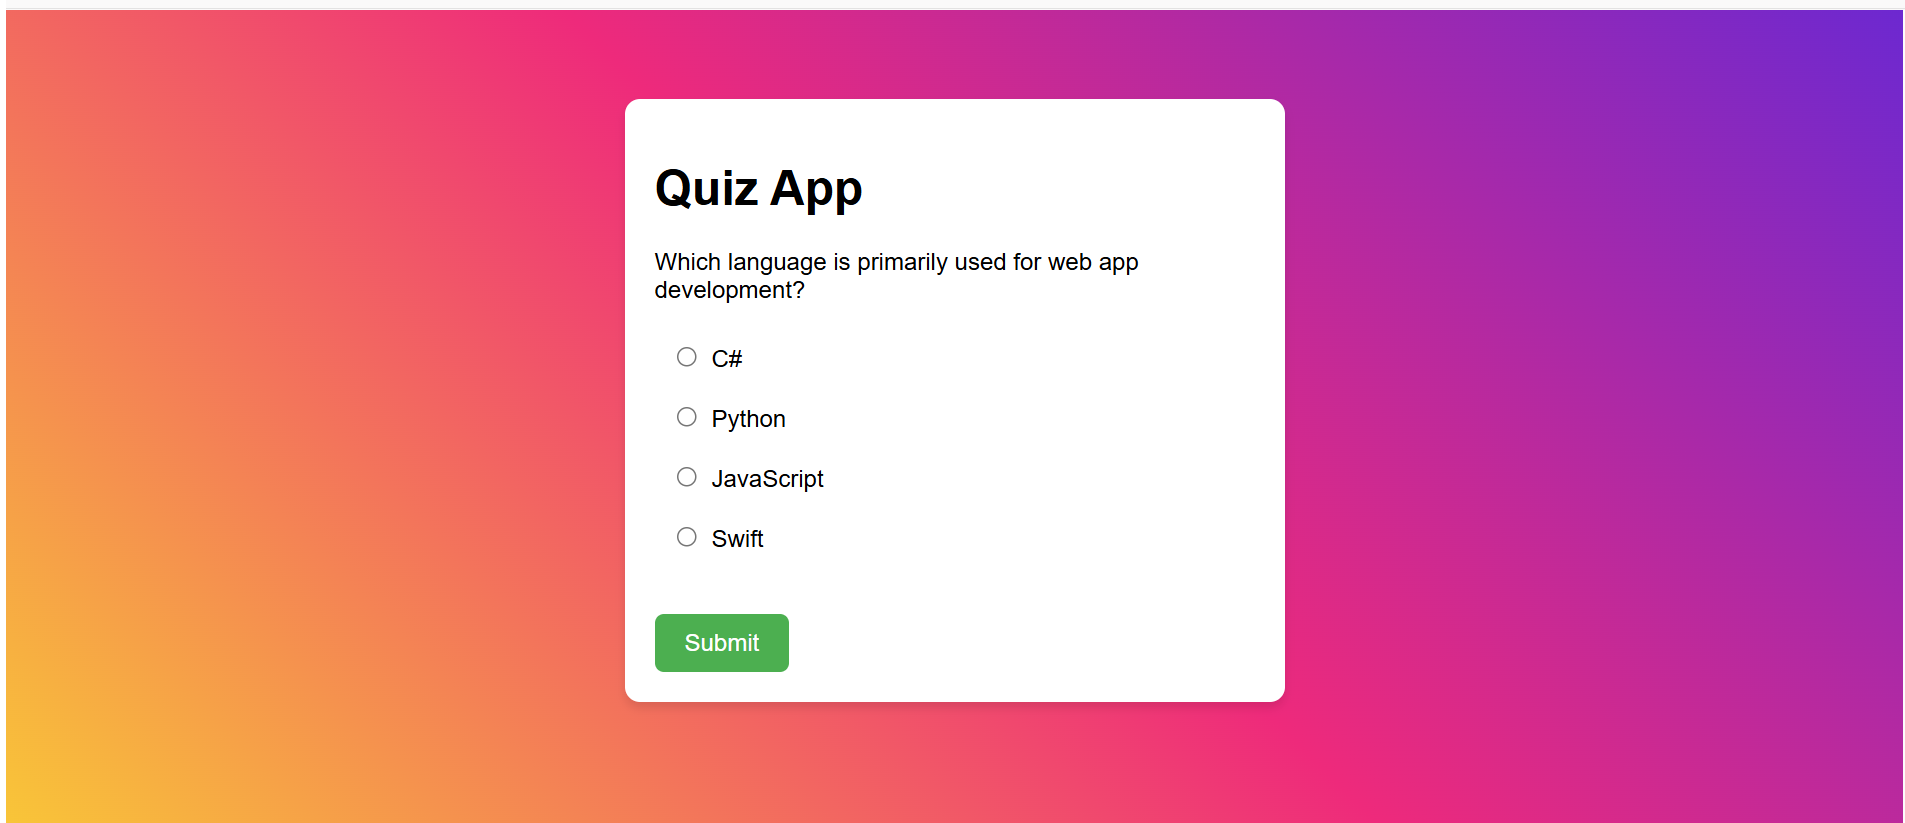 Quiz App
Which language is primarily used for web app
development?
C#
Python
JavaScript
Swift
Submit